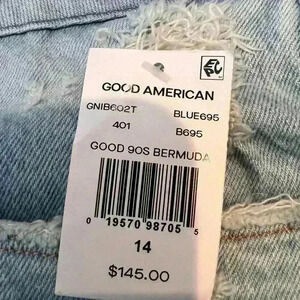 GOOD AMERICAN
GNIB602T BLUE695
401 B695
GOOD 90S BERMUDA
0 19570 98705 5
14
$145.00